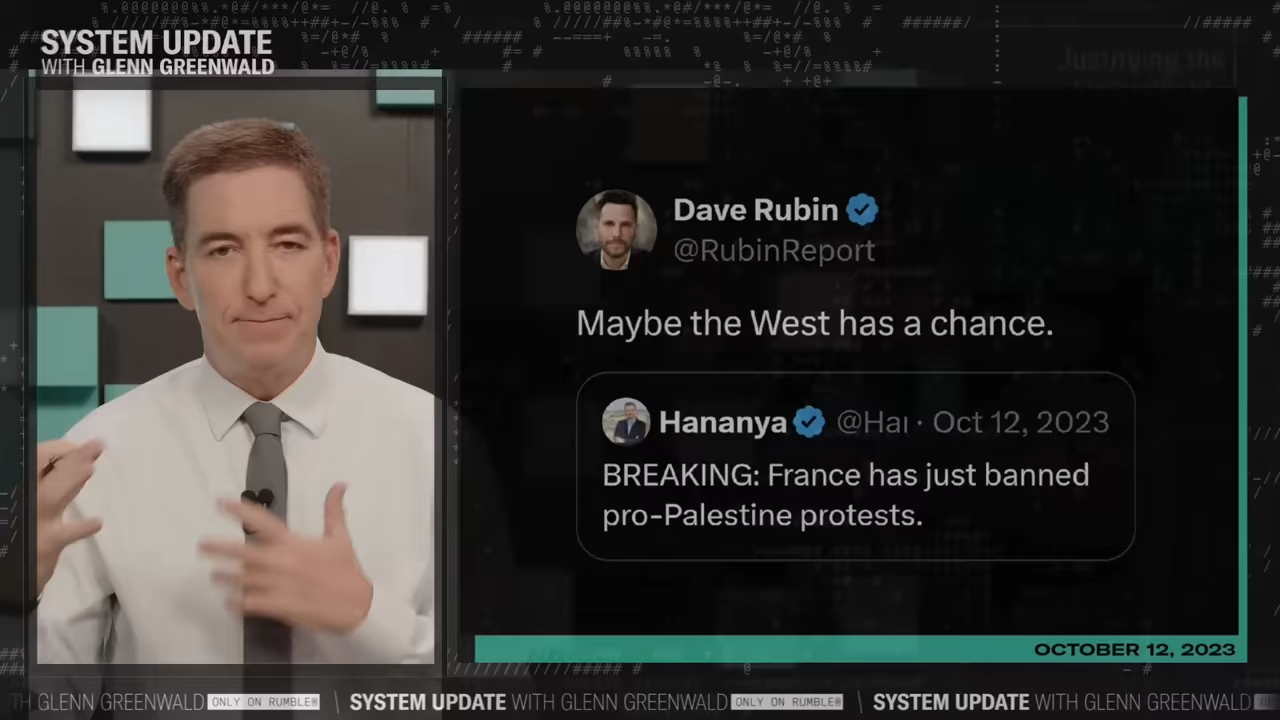 SYSTEM UPDATE
WITH GLENN GREENWALD
Dave Rubin
@RubinReport
Maybe the West has a chance.
Hananya @Hai · Oct 12, 2023
BREAKING: France has just banned
pro-Palestine protests.
OCTOBER 12, 2023
TH GLENN GREENWALD ONLY ON RUMBLE SYSTEM UPDATE WITH GLENN GREENWALD ONLY ON RUMBLE SYSTEM UPDATE WITH GLENN GREENWALD